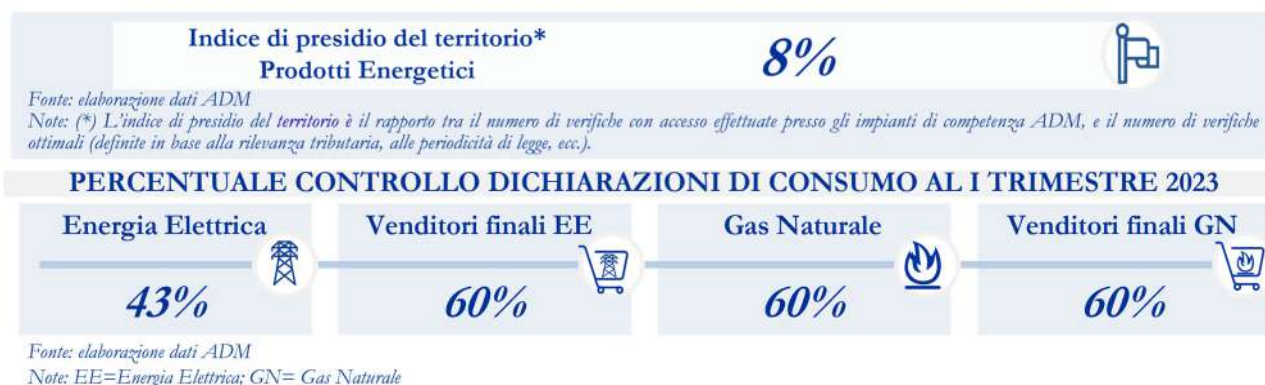 Indice di presidio del territorio*
Prodotti Energetici
8%
Fonte: elaborazione dati ADM
Note: (*) L'indice di presidio del territorio è il rapporto tra il numero di verifiche con accesso effettuate presso gli impianti di competenza ADM, e il numero di verifiche
ottimali (definite in base alla rilevanza tributaria, alle periodicità di legge, ecc.).
PERCENTUALE CONTROLLO DICHIARAZIONI DI CONSUMO AL I TRIMESTRE 2023
Energia Elettrica
43%
Venditori finali EE
60%
Gas Naturale
60%
Venditori finali GN
60%
Fonte: elaborazione dati ADM
Note: EE=Energia Elettrica; GN= Gas Naturale